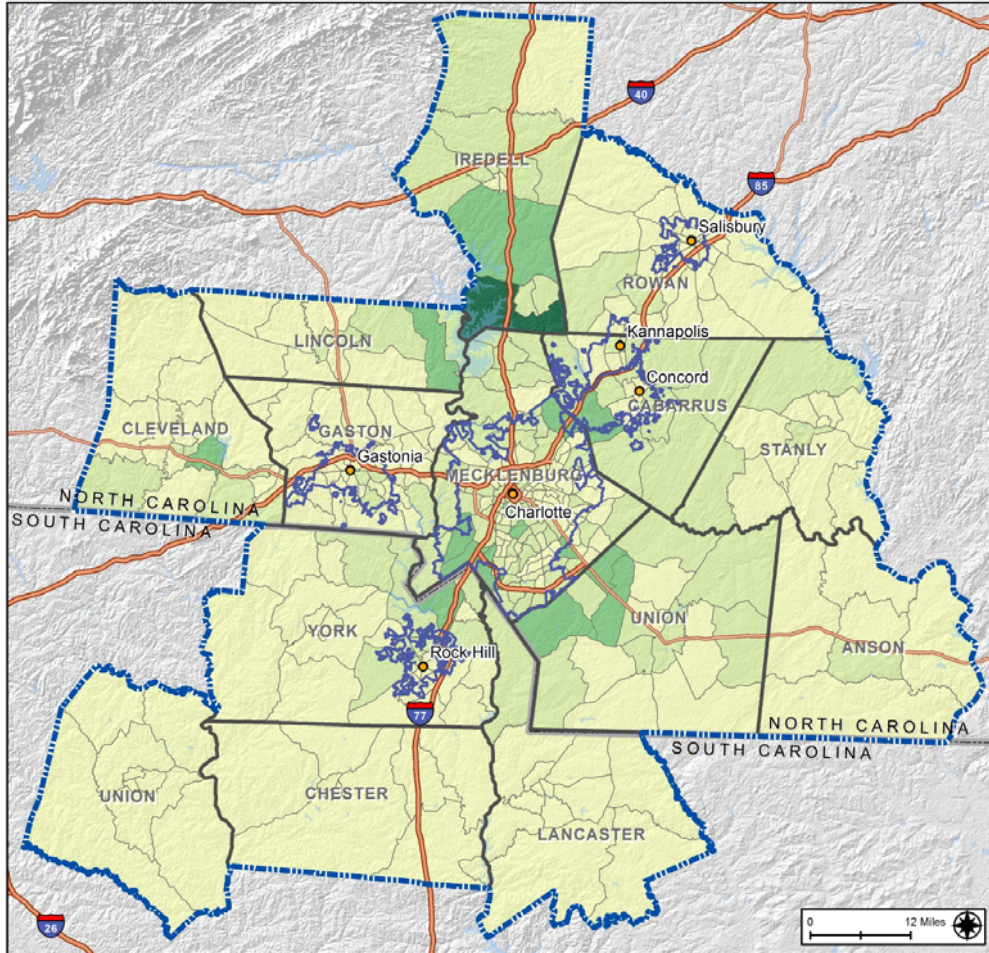 40
IREDELL
85
Salisbury
ROWAN
Kannapolis
LINCOLN
Concord
CABARRUS
CLEVELAND
GASTON
STANLY
Gastonia
MECKLENBURG
NORTH CAROLINA
Charlotte
SOUTH CAROLINA
UNION
YORK
ANSON
Rock Hill
77
NORTH CAROLINA
SOUTH CAROLINA
UNION
CHESTER
LANCASTER
0 12 Miles
26